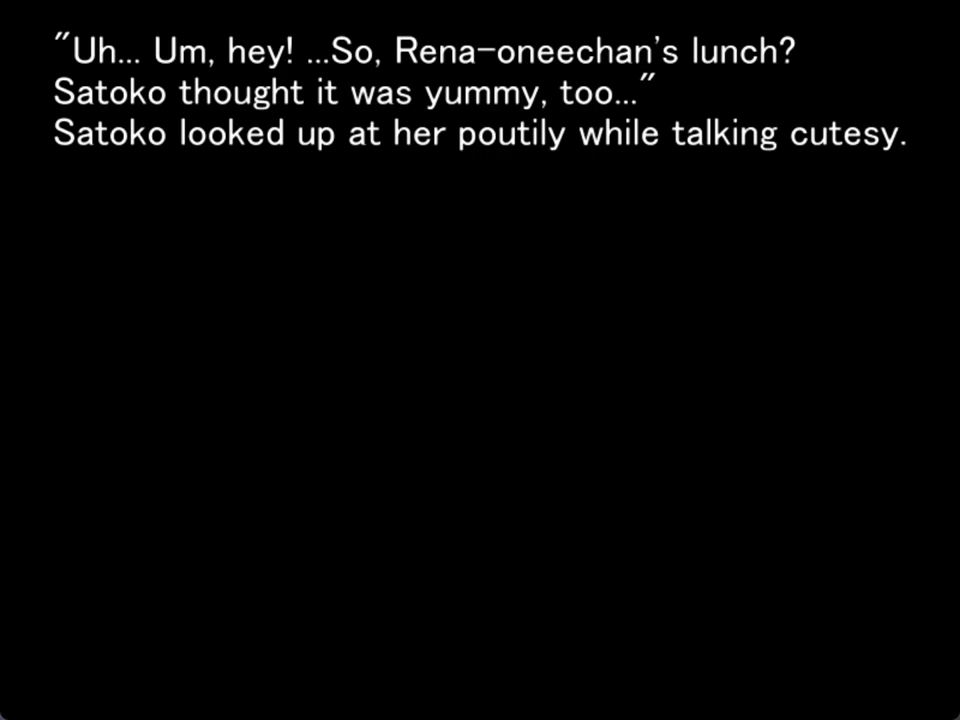 "Uh... Um, hey! ...So, Rena-oneechan's lunch?
Satoko thought it was yummy, too..."
Satoko looked up at her poutily while talking cutesy.